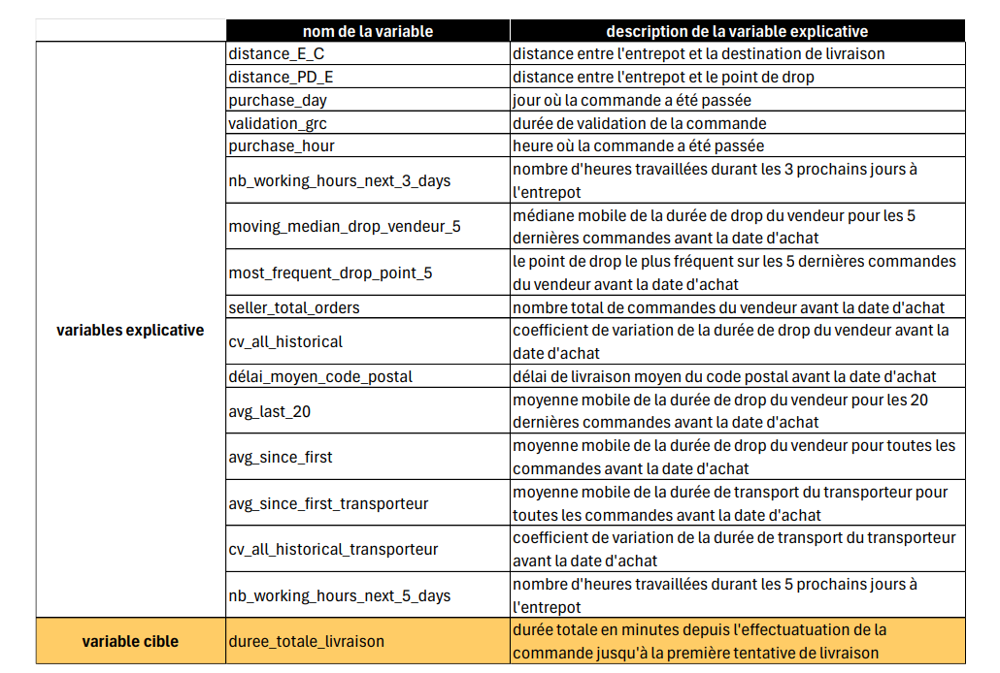 nom de la variable
description de la variable explicative
distance_E_C
distance entre l'entrepot et la destination de livraison
distance_PD_E
distance entre l'entrepot et le point de drop
purchase_day
jour où la commande a été passée
validation_grc
durée de validation de la commande
purchase_hour
heure où la commande a été passée
nb_working_hours_next_3_days
nombre d'heures travaillées durant les 3 prochains jours à
l'entrepot
moving_median_drop_vendeur_5
médiane mobile de la durée de drop du vendeur pour les 5
dernières commandes avant la date d'achat
most_frequent_drop_point_5
le point de drop le plus fréquent sur les 5 dernières commandes
du vendeur avant la date d'achat
seller_total_orders
nombre total de commandes du vendeur avant la date d'achat
variables explicative
cv_all_historical
coefficient de variation de la durée de drop du vendeur avant la
date d'achat
délai_moyen_code_postal
délai de livraison moyen du code postal avant la date d'achat
avg_last_20
moyenne mobile de la durée de drop du vendeur pour les 20
dernières commandes avant la date d'achat
avg_since_first
moyenne mobile de la durée de drop du vendeur pour toutes les
commandes avant la date d'achat
avg_since_first_transporteur
moyenne mobile de la durée de transport du transporteur pour
toutes les commandes avant la date d'achat
cv_all_historical_transporteur
coefficient de variation de la durée de transport du transporteur
avant la date d'achat
nb_working_hours_next_5_days
nombre d'heures travaillées durant les 5 prochains jours à
l'entrepot
variable cible
duree_totale_livraison
durée totale en minutes depuis l'effectuatuation de la
commande jusqu'à la première tentative de livraison